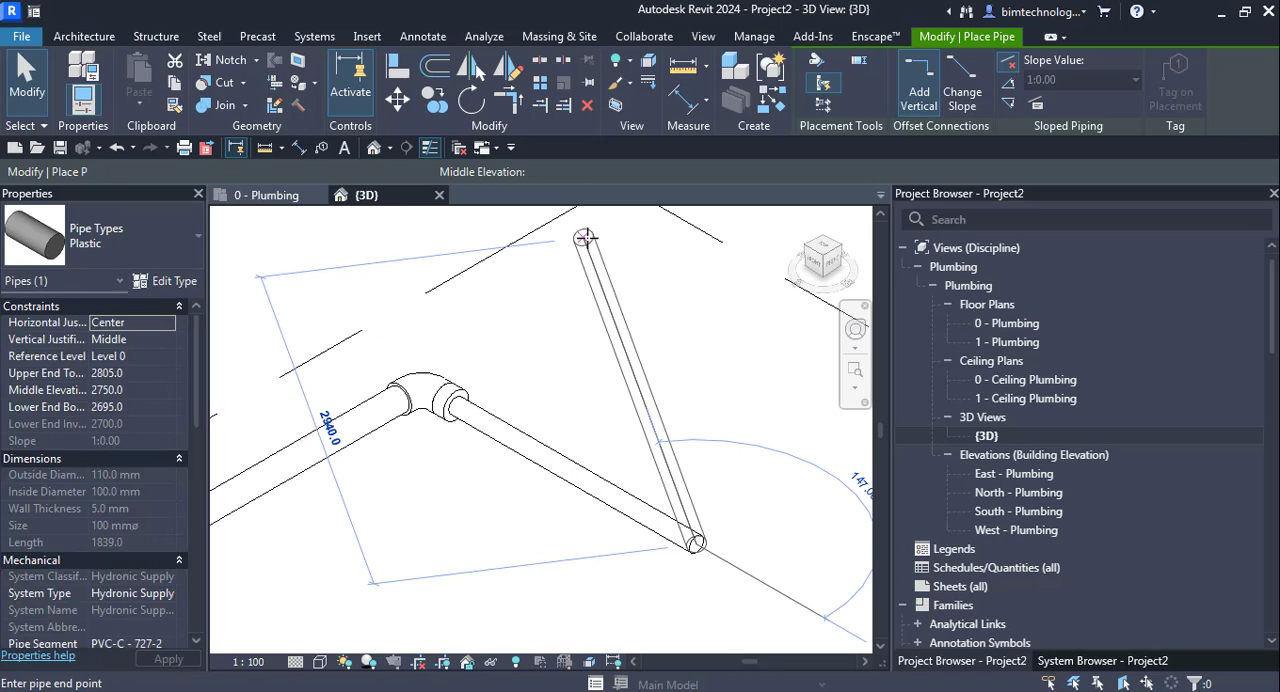 R Autodesk Revit 2024 - Project2 - 3D View: {3D} bimtechnolog...
File Architecture Structure Steel Precast Systems Insert Annotate Analyze Massing & Site Collaborate View Manage Add-Ins Enscape™ Modify | Place Pipe
Notch
Cut
Join
Modify
Paste
Activate
Add Vertical
Change Slope
Slope Value:
1:0.00
Tag on Placement
Select Properties Clipboard Geometry Controls Modify View Measure Create Placement Tools Offset Connections Sloped Piping Tag
Modify | Place P Middle Elevation:
Properties
Pipe Types
Plastic
Pipes (1) Edit Type
Constraints
Horizontal Jus... Center
Vertical Justifi... Middle
Reference Level Level 0
Upper End To... 2805.0
Middle Elevati... 2750.0
Lower End Bo... 2695.0
Lower End Inv... 2700.0
Slope 1:0.00
Dimensions
Outside Diam... 110.0 mm
Inside Diameter 100.0 mm
Wall Thickness 5.0 mm
Size 100 mmø
Length 1839.0
Mechanical
System Classif... Hydronic Supply
System Type Hydronic Supply
System Name Hydronic Supp...
System Abbre...
Pipe Segment PVC-C - 727-2
Properties help Apply
0 - Plumbing {3D}
TOP
2940.0
147.0
1 : 100
Project Browser - Project2
Search
Views (Discipline)
Plumbing
Plumbing
Floor Plans
0 - Plumbing
1 - Plumbing
Ceiling Plans
0 - Ceiling Plumbing
1 - Ceiling Plumbing
3D Views
{3D}
Elevations (Building Elevation)
East - Plumbing
North - Plumbing
South - Plumbing
West - Plumbing
Legends
Schedules/Quantities (all)
Sheets (all)
Families
Analytical Links
Annotation Symbols
Project Browser - Project2 System Browser - Project2
Enter pipe end point Main Model :0